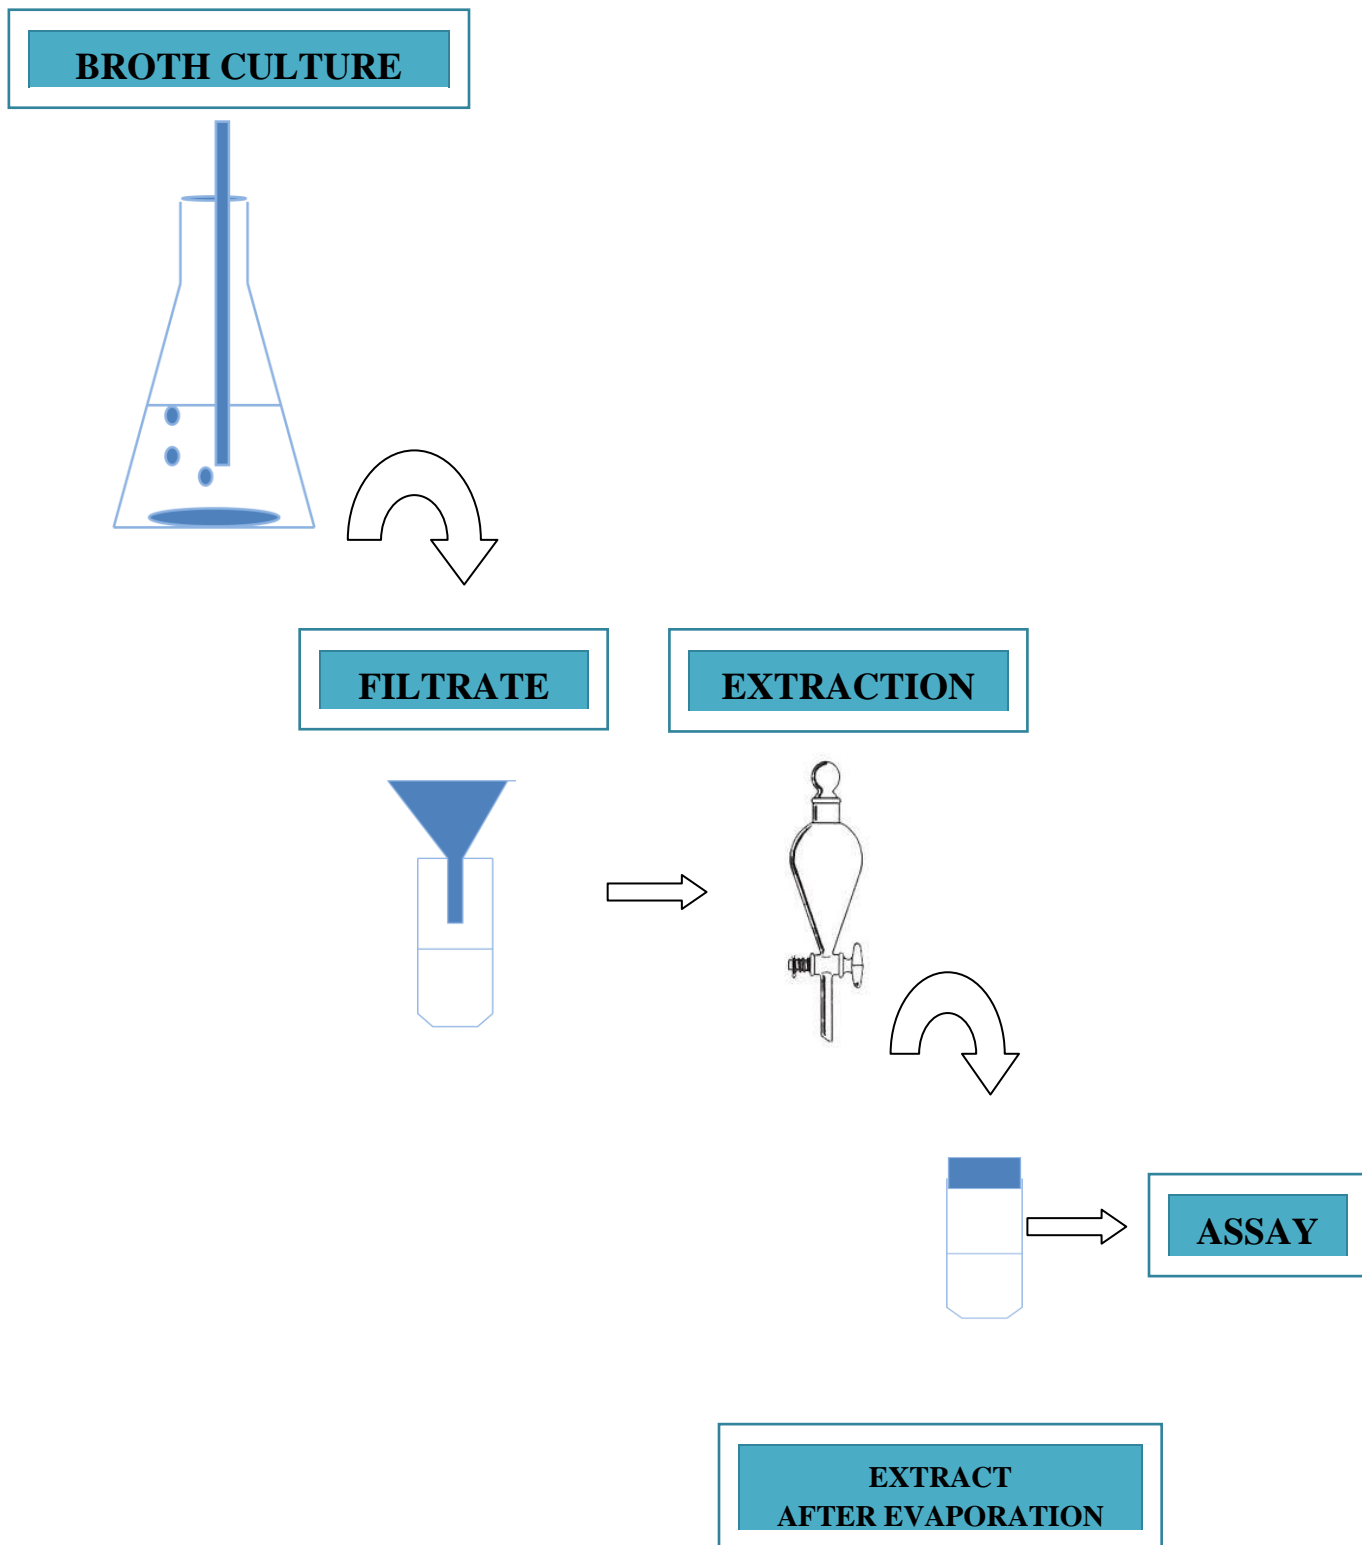 BROTH CULTURE
FILTRATE
EXTRACTION
ASSAY
EXTRACT
AFTER EVAPORATION